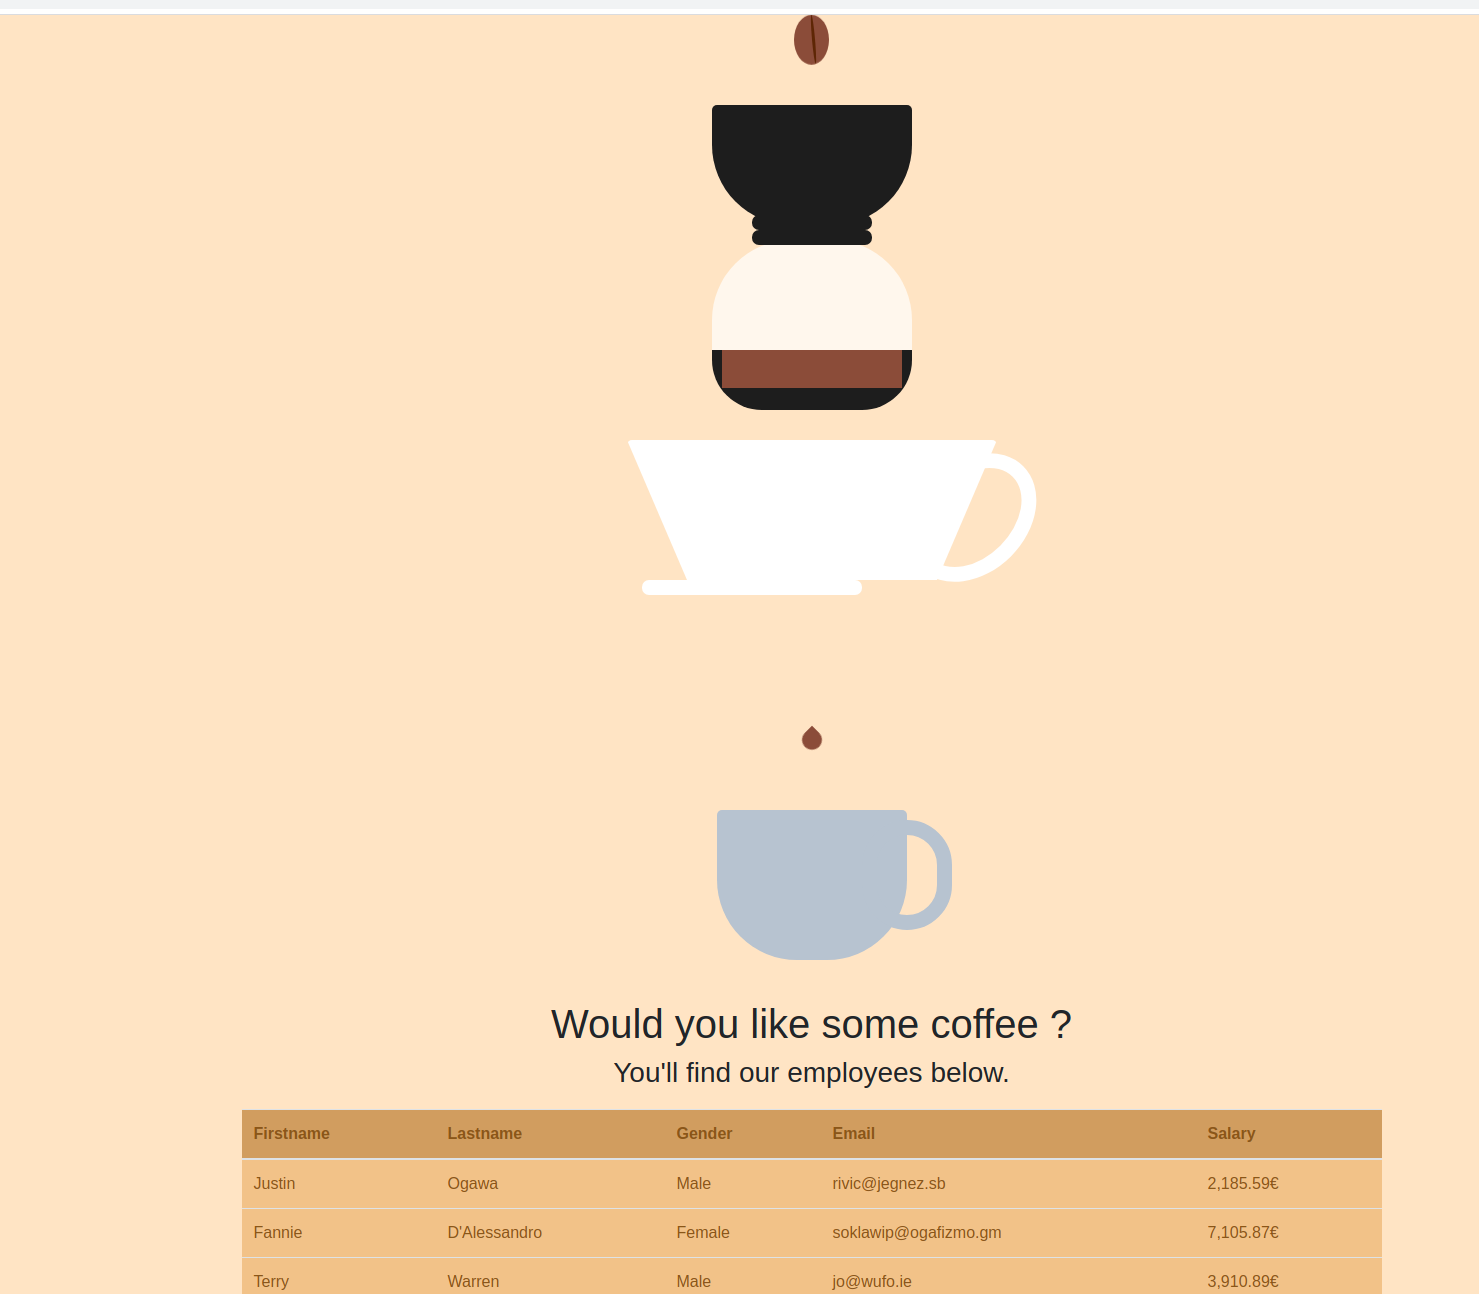 Would you like some coffee ?
You'll find our employees below.
Firstname Lastname Gender Email Salary
Justin Ogawa Male rivic@jegnez.sb 2,185.59€
Fannie D'Alessandro Female soklawip@ogafizmo.gm 7,105.87€
Terry Warren Male jo@wufo.ie 3,910.89€